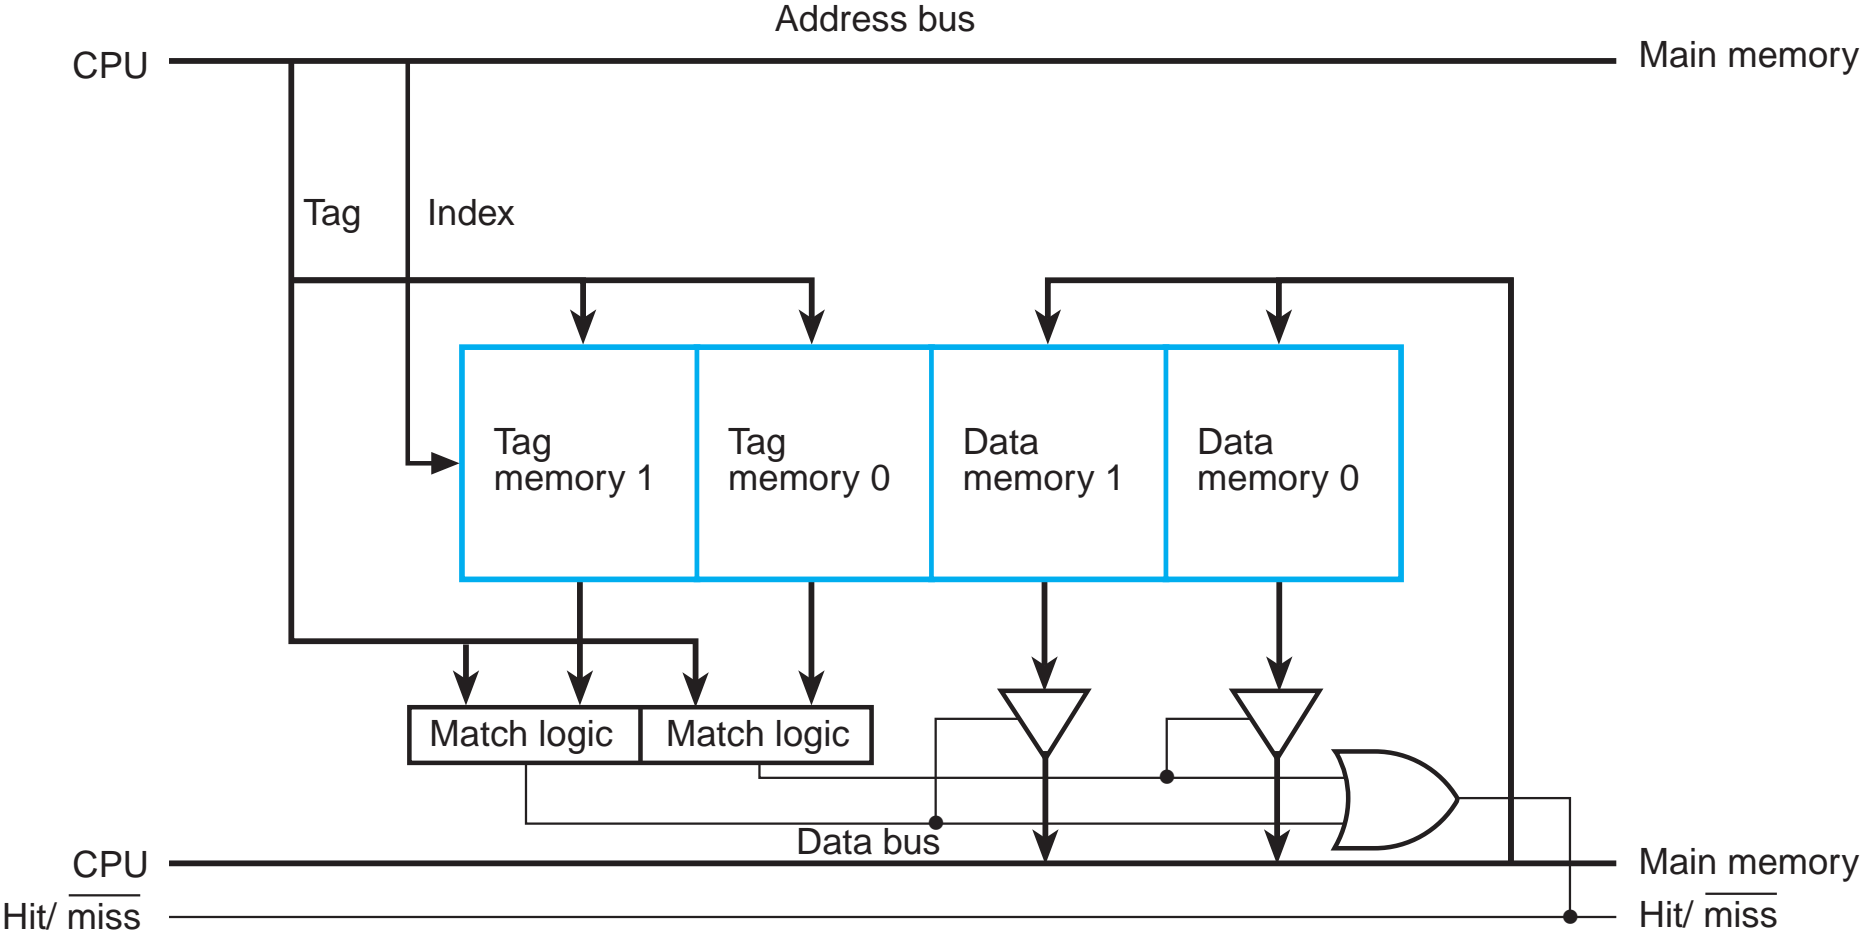 Address bus
CPU
Main memory
Tag
Index
Tag
memory 1
Tag
memory 0
Data
memory 1
Data
memory 0
Match logic
Match logic
Data bus
CPU
Main memory
Hit/ miss
Hit/ miss